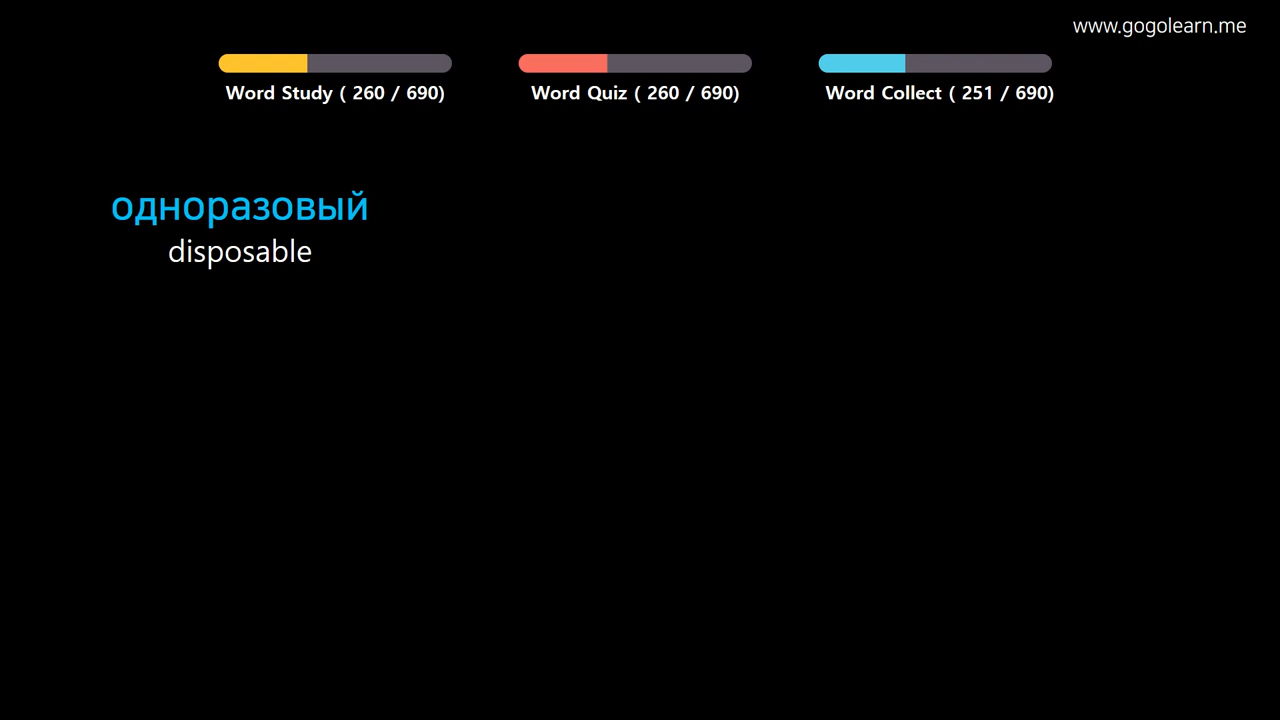 www.gogolearn.me
Word Study ( 260 / 690)
Word Quiz ( 260 / 690)
Word Collect ( 251 / 690)
одноразовый
disposable